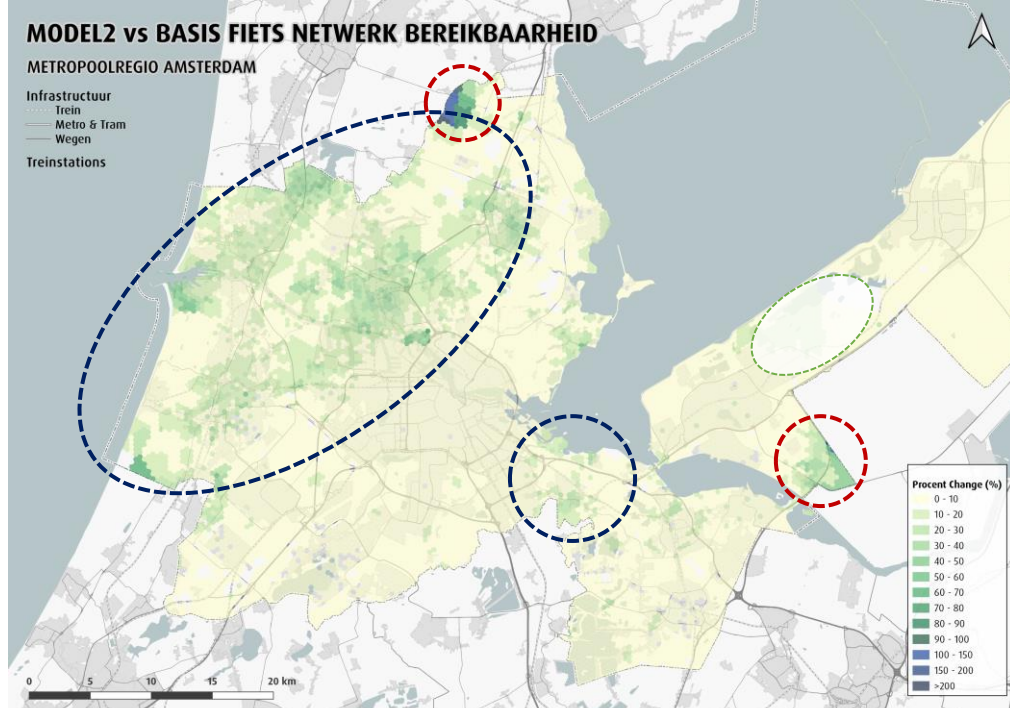 MODEL2 vs BASIS FIETS NETWERK BEREIKBAARHEID
METROPOOLREGIO AMSTERDAM
Infrastructuur
Trein
Metro & Tram
Wegen
Treinstations
Procent Change (%)
0 - 10
10 - 20
20 - 30
30 - 40
40 - 50
50 - 60
60 - 70
70 - 80
80 - 90
90 - 100
100 - 150
150 - 200
>200
0 5 10 15 20 km